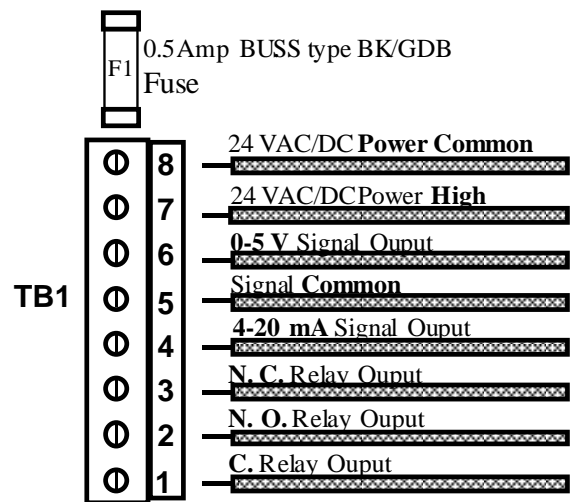 F1
0.5Amp BUSS type BK/GDB
Fuse
TB1
8 24 VAC/DC Power Common
7 24 VAC/DC Power High
6 0-5 V Signal Ouput
5 Signal Common
4 4-20 mA Signal Ouput
3 N. C. Relay Ouput
2 N. O. Relay Ouput
1 C. Relay Ouput